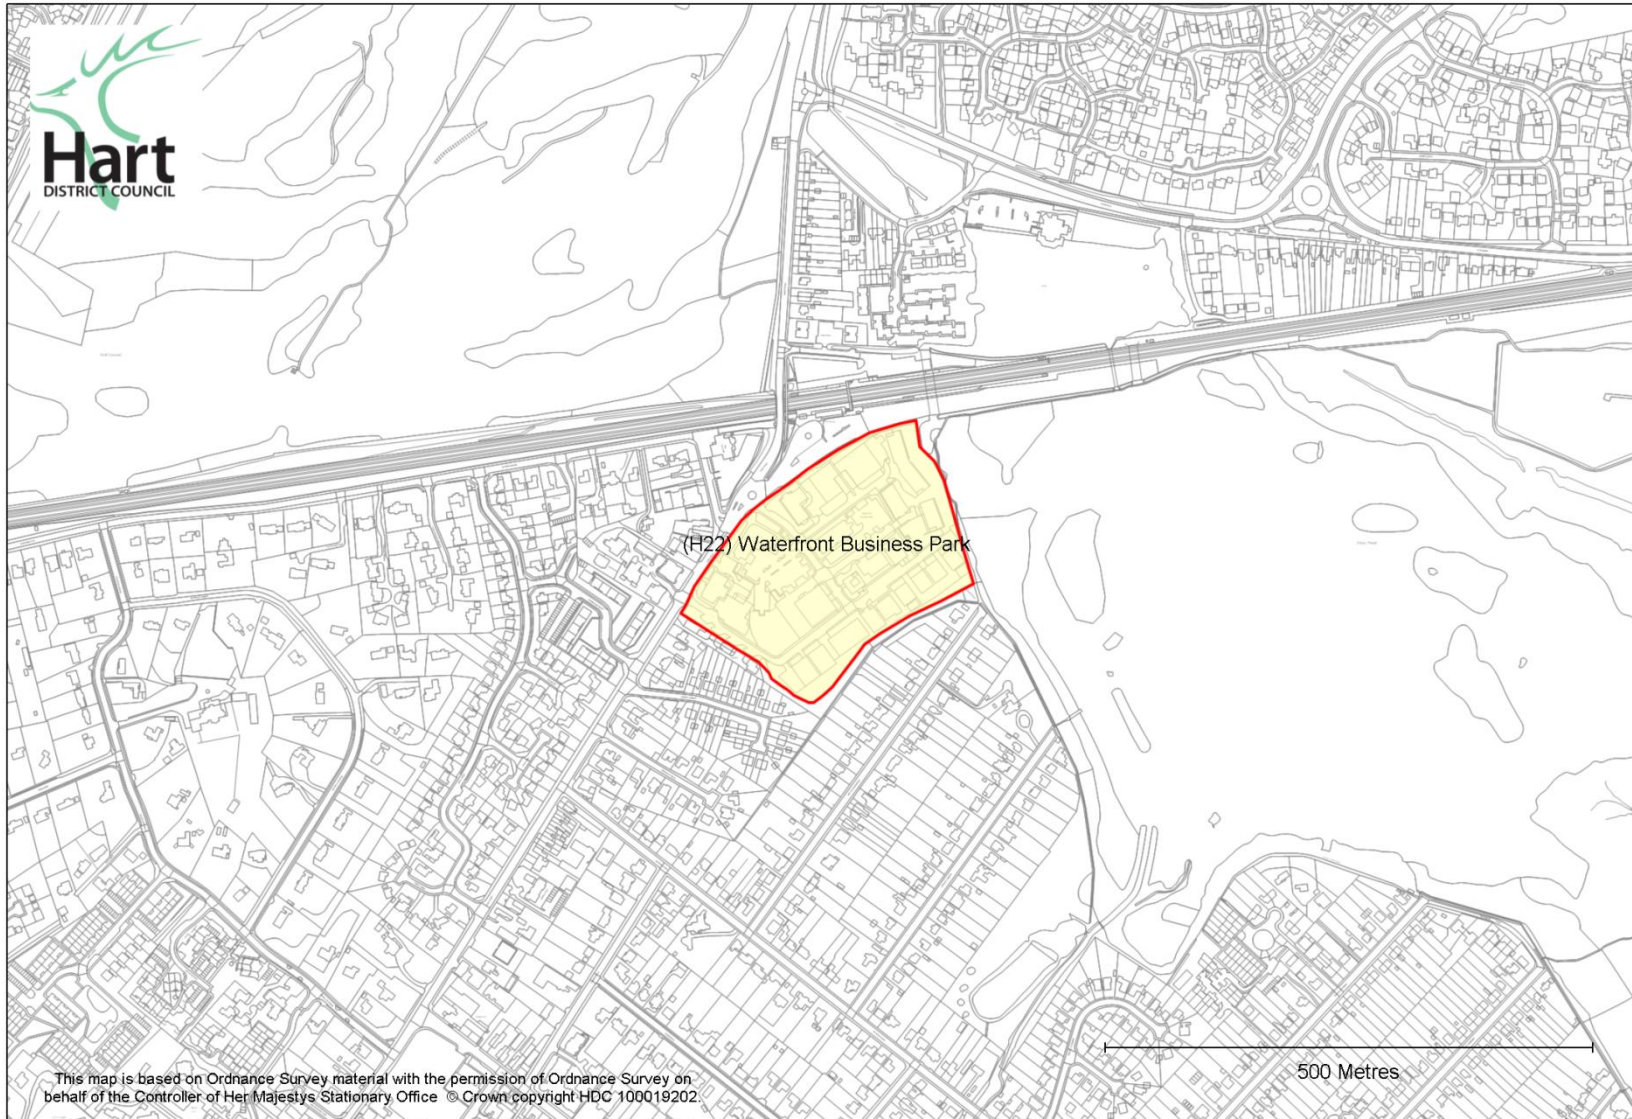 Hart
DISTRICT COUNCIL
(H22) Waterfront Business Park
500 Metres
This map is based on Ordnance Survey material with the permission of Ordnance Survey on
behalf of the Controller of Her Majestys Stationary Office © Crown copyright HDC 100019202.